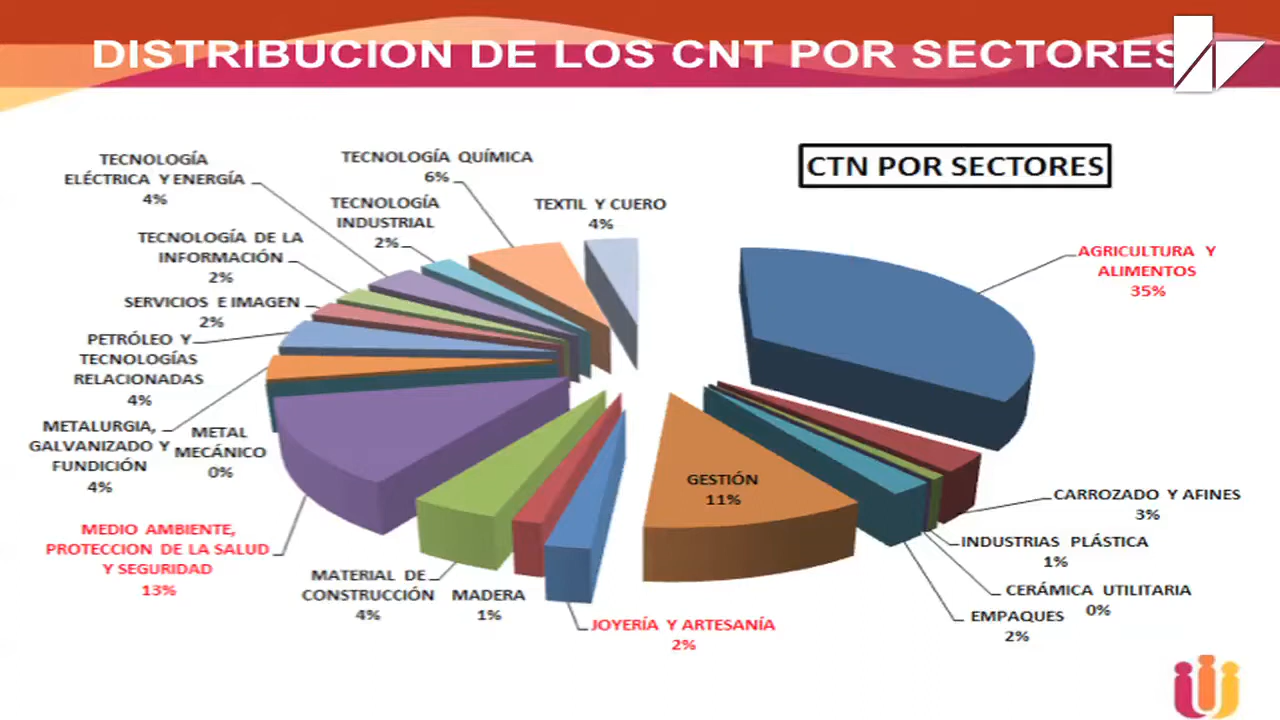 DISTRIBUCION DE LOS CNT POR SECTORES
CTN POR SECTORES
TECNOLOGÍA
ELÉCTRICA Y ENERGÍA
4%
TECNOLOGÍA QUÍMICA
6%
TECNOLOGÍA
INDUSTRIAL
2%
TEXTIL Y CUERO
4%
AGRICULTURA Y
ALIMENTOS
35%
TECNOLOGÍA DE LA
INFORMACIÓN
2%
SERVICIOS E IMAGEN
2%
PETRÓLEO Y
TECNOLOGÍAS
RELACIONADAS
4%
METALURGIA,
GALVANIZADO Y
FUNDICIÓN
4%
METAL
MECÁNICO
0%
GESTIÓN
11%
CARROZADO Y AFINES
3%
INDUSTRIAS PLÁSTICA
1%
CERÁMICA UTILITARIA
0%
EMPAQUES
2%
MEDIO AMBIENTE,
PROTECCION DE LA SALUD
Y SEGURIDAD
13%
MATERIAL DE
CONSTRUCCIÓN
4%
MADERA
1%
JOYERÍA Y ARTESANÍA
2%